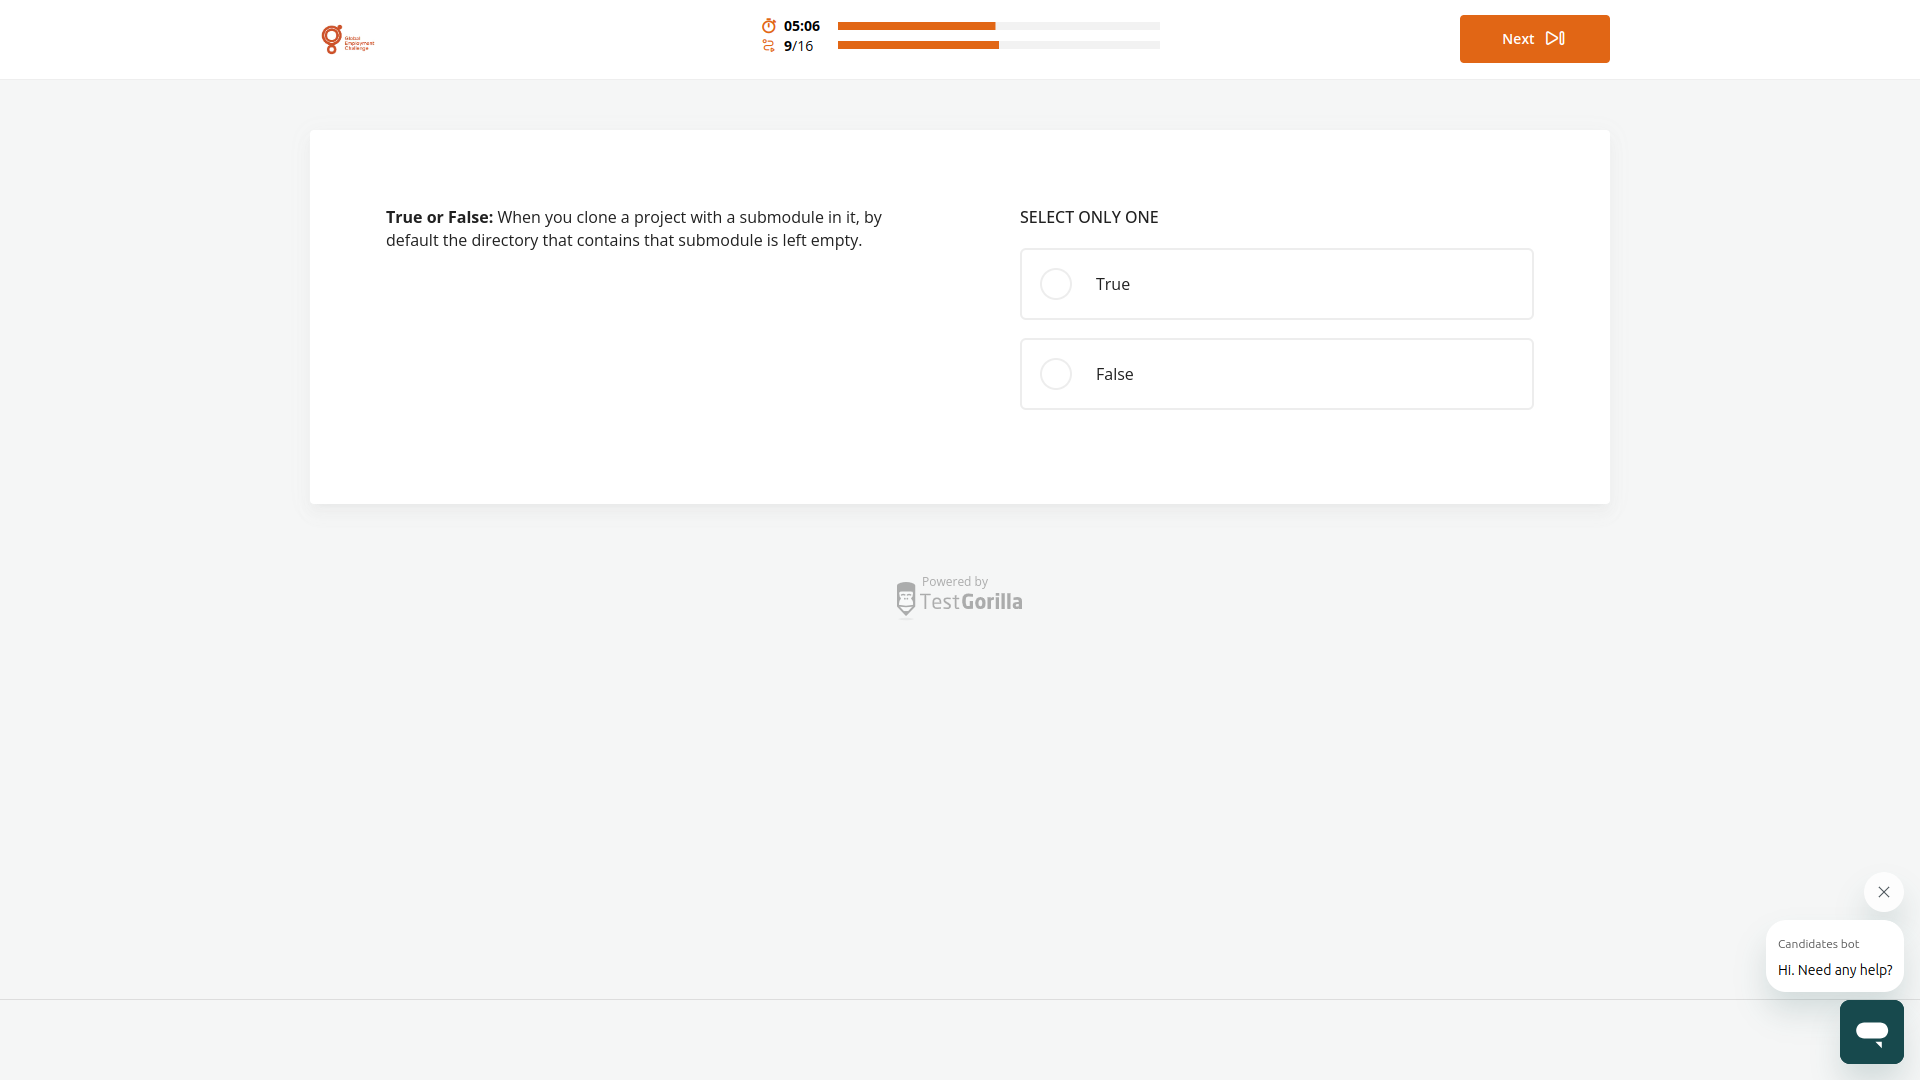 Global
Employment
Challenge
05:06
9/16
Next
True or False: When you clone a project with a submodule in it, by
default the directory that contains that submodule is left empty.
SELECT ONLY ONE
True
False
Powered by
TestGorilla
Candidates bot
Hi. Need any help?